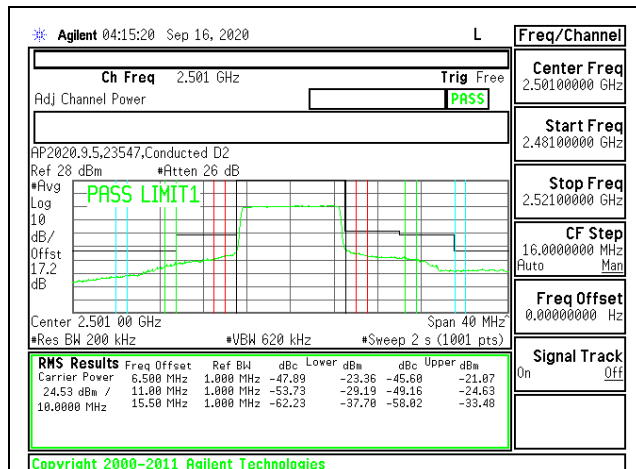 Agilent 04:15:20 Sep 16, 2020 L
Freq/Channel
Ch Freq 2.501 GHz Trig Free
Adj Channel Power PASS
AP2020.9.5,23547,Conducted D2
Ref 28 dBm #Atten 26 dB
#Avg
Log
10
dB/
Offst
17.2
dB
PASS LIMIT1
Center 2.501 00 GHz Span 40 MHz
#Res BW 200 kHz #VBW 620 kHz #Sweep 2 s (1001 pts)
RMS Results Freq Offset Ref BW dBc Lower dBm dBc Upper dBm
Carrier Power 6.500 MHz 1.000 MHz -47.89 -23.36 -45.60 -21.07
24.53 dBm / 11.00 MHz 1.000 MHz -53.73 -29.19 -49.16 -24.63
10.0000 MHz 15.50 MHz 1.000 MHz -62.23 -37.70 -58.02 -33.48
Center Freq
2.50100000 GHz
Start Freq
2.48100000 GHz
Stop Freq
2.52100000 GHz
CF Step
16.0000000 MHz
Auto Man
Freq Offset
0.00000000 Hz
Signal Track
On Off
Copyright 2000-2011 Agilent Technologies